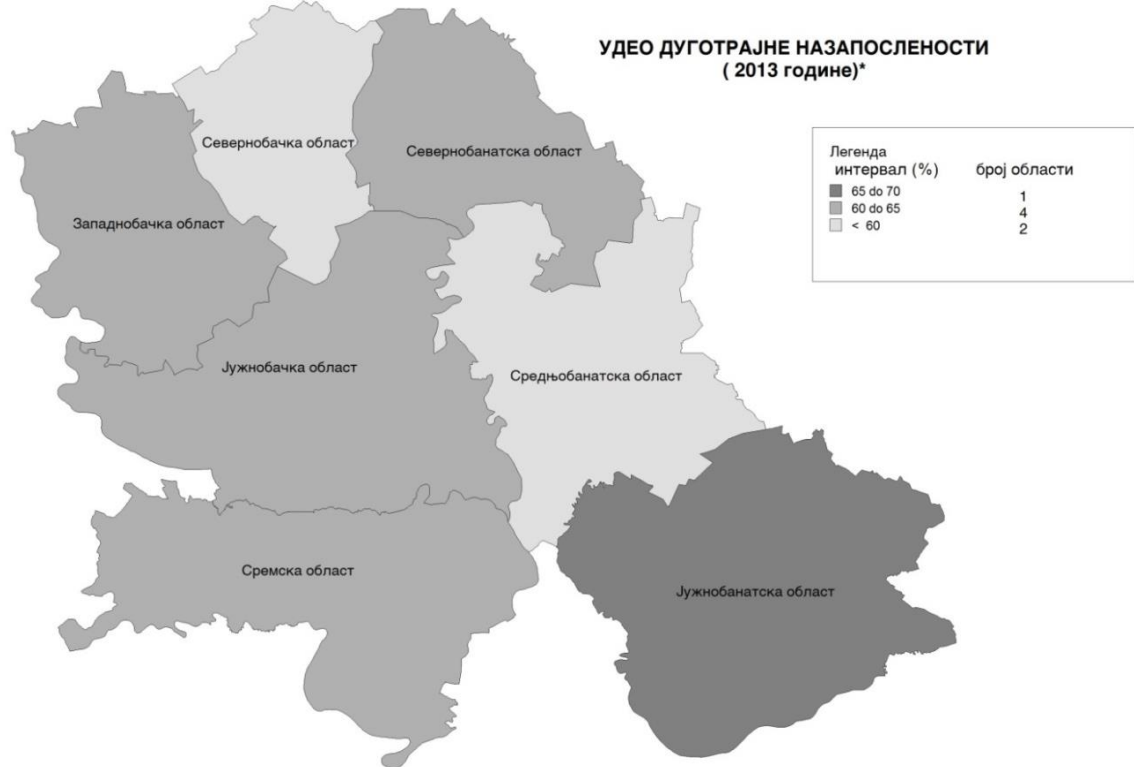 УДЕО ДУГОТРАЈНЕ НАЗАПОСЛЕНОСТИ
( 2013 године)*
Легенда
интервал (%) број области
65 do 70 1
60 do 65 4
< 60 2
Севернобачка област
Севернобанатска област
Западнобачка област
Јужнобачка област
Средњобанатска област
Сремска област
Јужнобанатска област